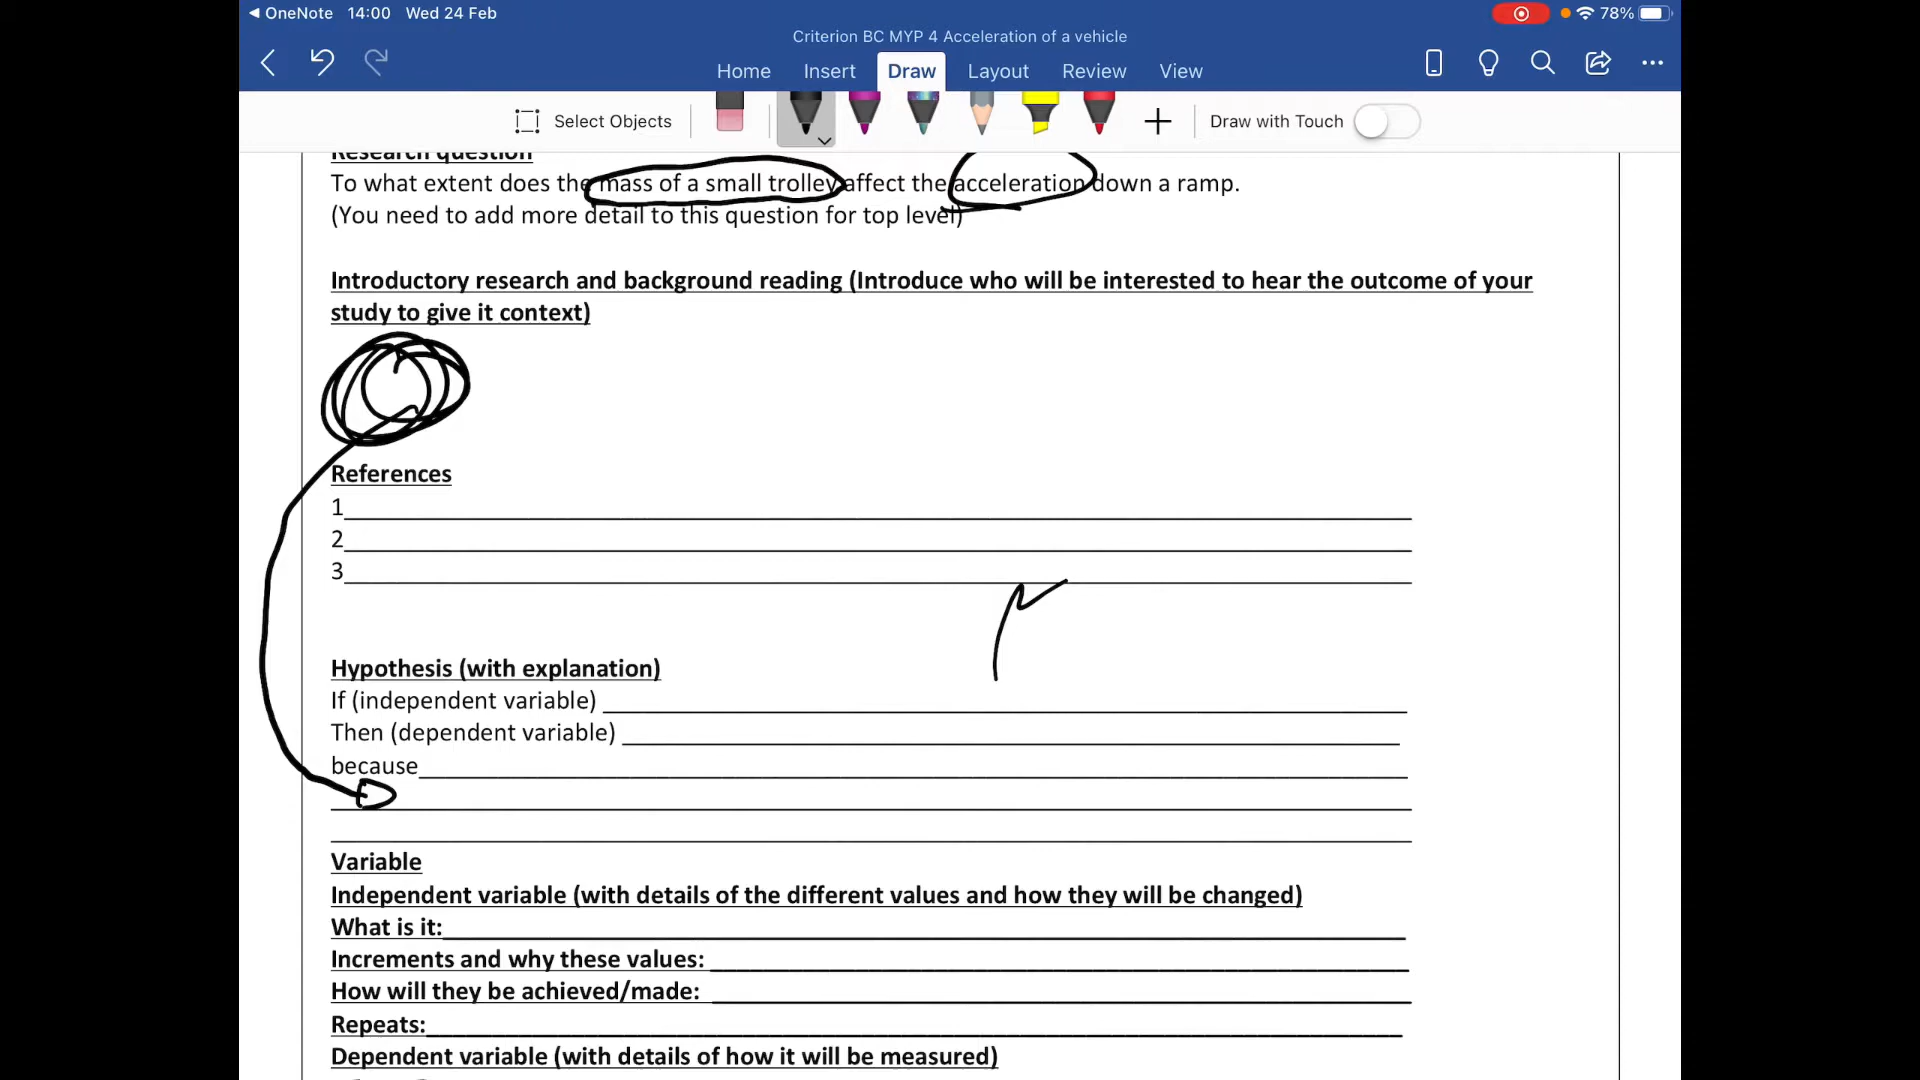 OneNote 14:00 Wed 24 Feb 78%
Criterion BC MYP 4 Acceleration of a vehicle
Home Insert Draw Layout Review View
Select Objects Draw with Touch
Research question
To what extent does the mass of a small trolley affect the acceleration down a ramp.
(You need to add more detail to this question for top level)
Introductory research and background reading (Introduce who will be interested to hear the outcome of your
study to give it context)
References
1
2
3
Hypothesis (with explanation)
If (independent variable)
Then (dependent variable)
because
Variable
Independent variable (with details of the different values and how they will be changed)
What is it:
Increments and why these values:
How will they be achieved/made:
Repeats:
Dependent variable (with details of how it will be measured)